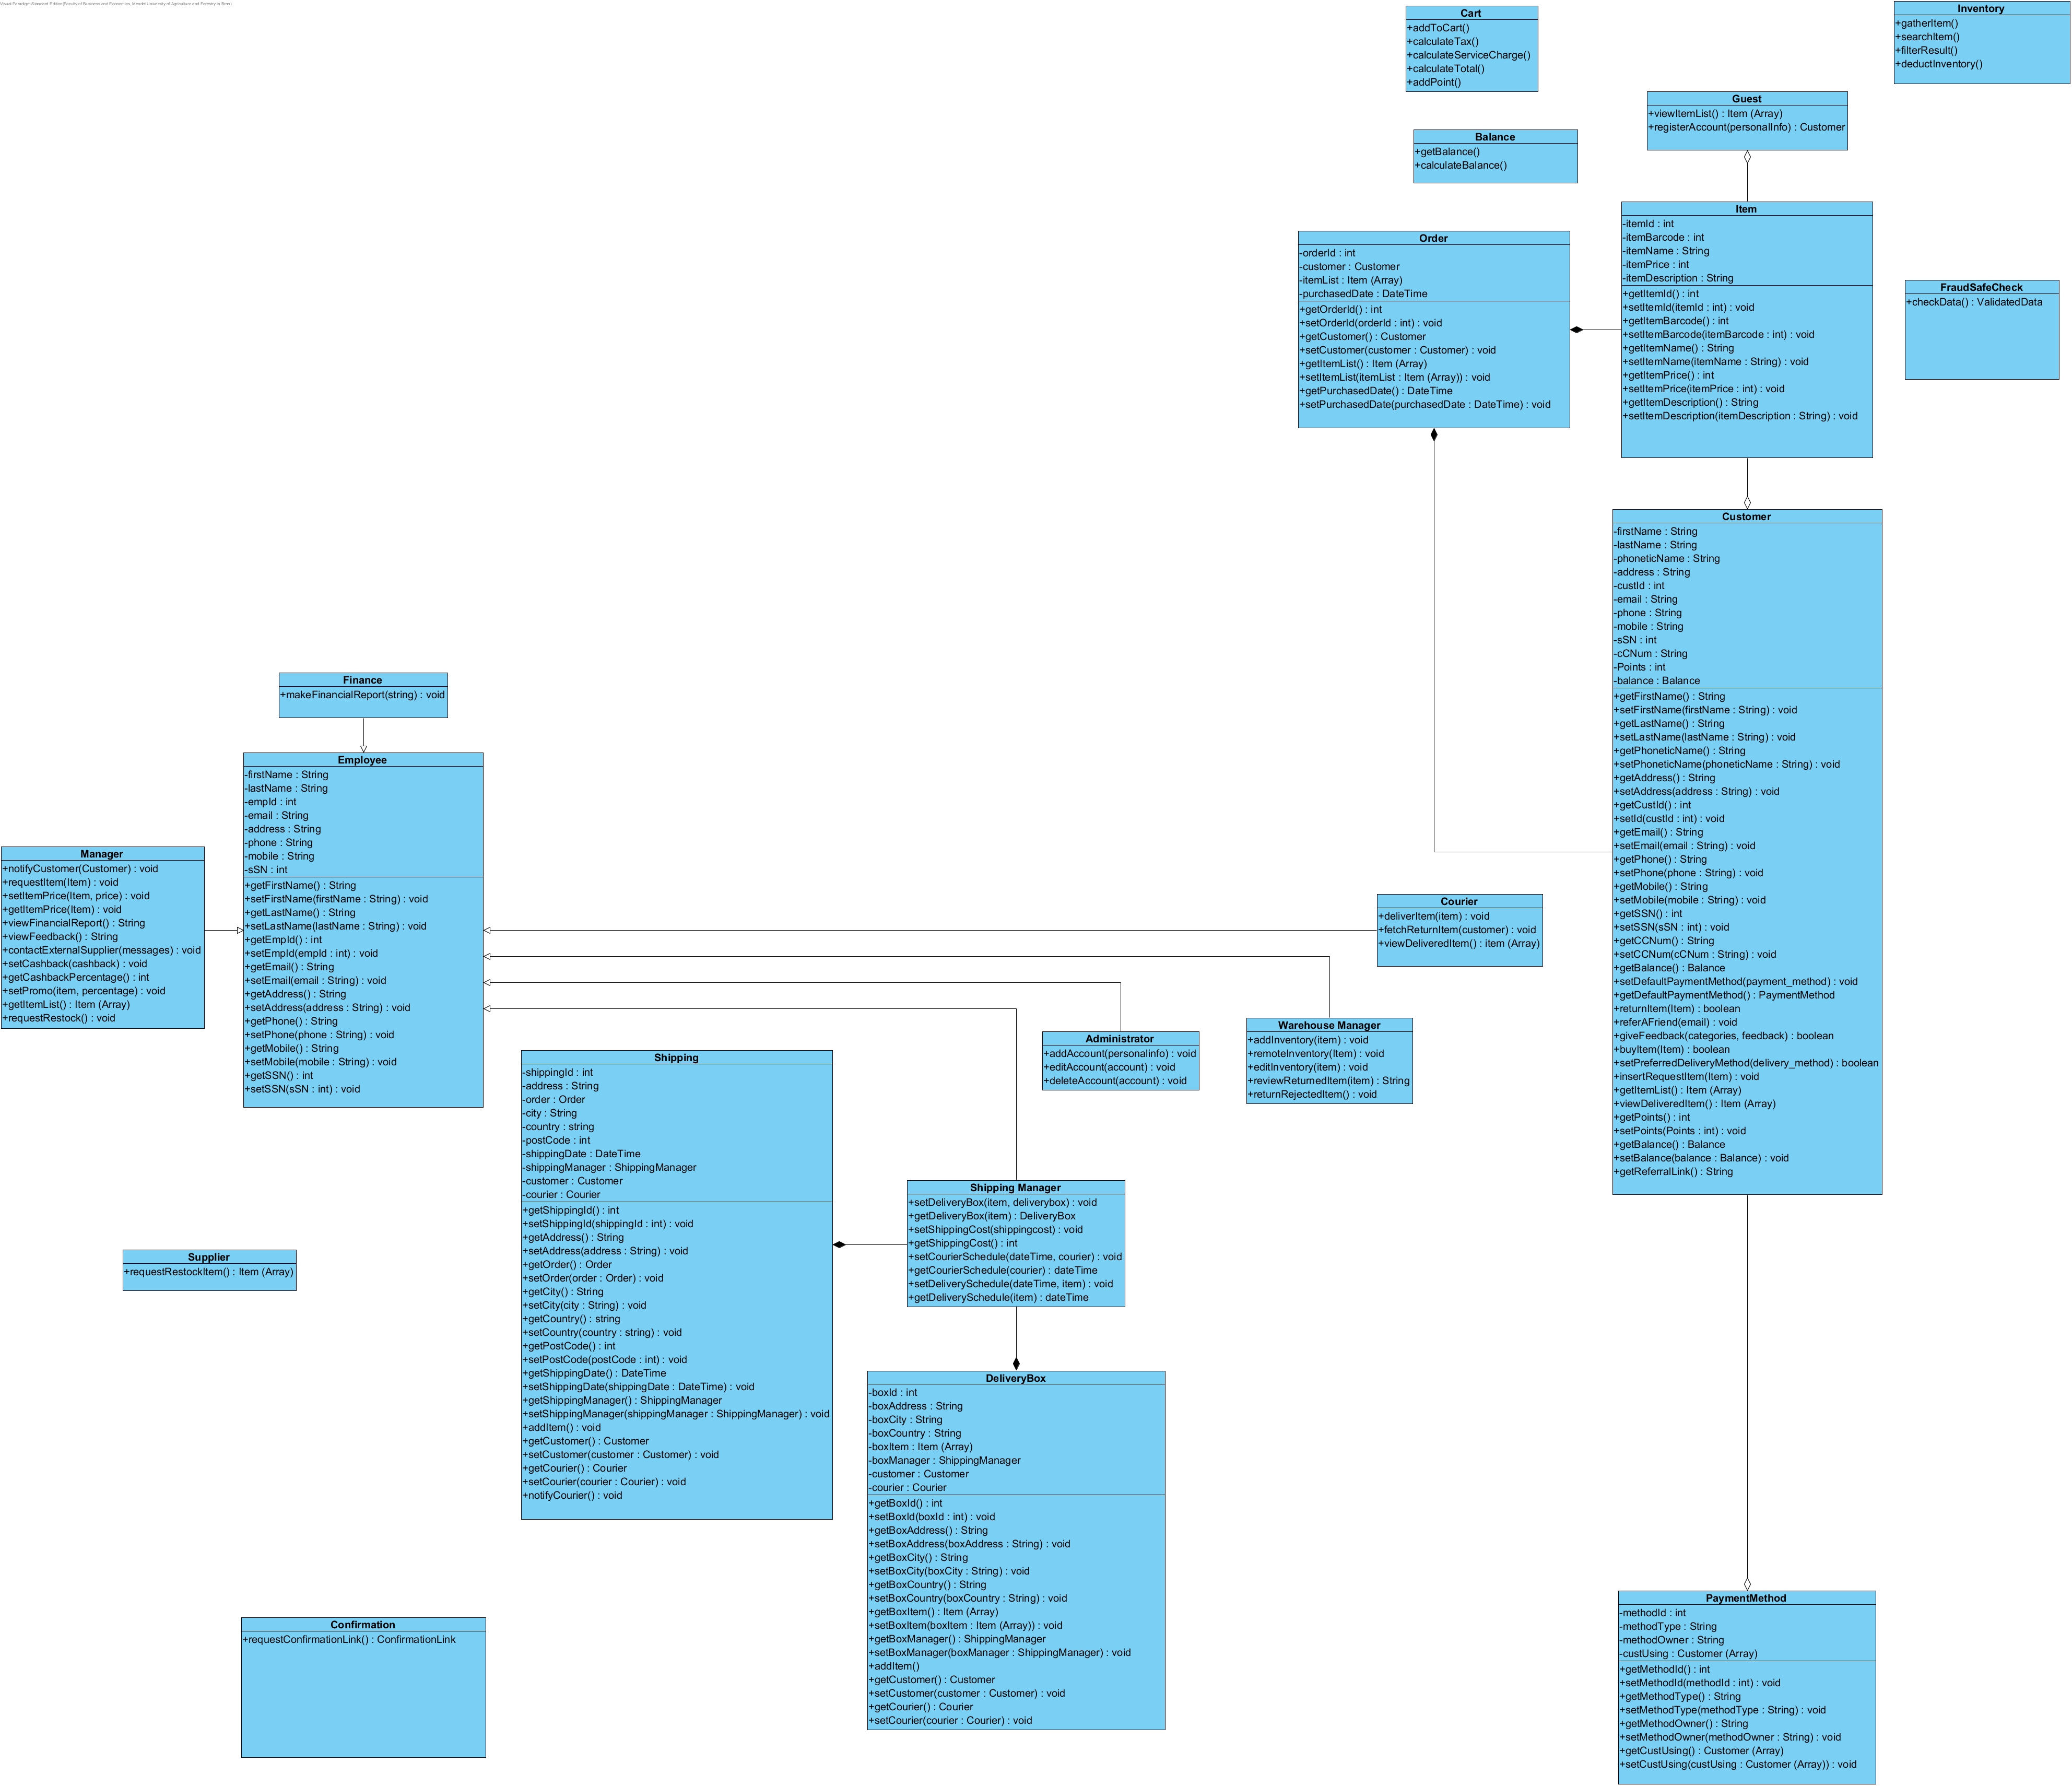 Visual Paradigm Standard Edition(Faculty of Business and Economics, Mendel University of Agriculture and Forestry in Brno)
Cart
+addToCart()
+calculateTax()
+calculateServiceCharge()
+calculateTotal()
+addPoint()
Inventory
+gatherItem()
+searchItem()
+filterResult()
+deductInventory()
Guest
+viewItemList() : Item (Array)
+registerAccount(personalInfo) : Customer
Balance
+getBalance()
+calculateBalance()
Item
-itemId : int
-itemBarcode : int
-itemName : String
-itemPrice : int
-itemDescription : String
+getItemId() : int
+setItemId(itemId : int) : void
+getItemBarcode() : int
+setItemBarcode(itemBarcode : int) : void
+getItemName() : String
+setItemName(itemName : String) : void
+getItemPrice() : int
+setItemPrice(itemPrice : int) : void
+getItemDescription() : String
+setItemDescription(itemDescription : String) : void
Order
-orderId : int
-customer : Customer
-itemList : Item (Array)
-purchasedDate : DateTime
+getOrderId() : int
+setOrderId(orderId : int) : void
+getCustomer() : Customer
+setCustomer(customer : Customer) : void
+getItemList() : Item (Array)
+setItemList(itemList : Item (Array)) : void
+getPurchasedDate() : DateTime
+setPurchasedDate(purchasedDate : DateTime) : void
FraudSafeCheck
+checkData() : ValidatedData
Customer
-firstName : String
-lastName : String
-phoneticName : String
-address : String
-custId : int
-email : String
-phone : String
-mobile : String
-sSN : int
-cCNum : String
-Points : int
-balance : Balance
+getFirstName() : String
+setFirstName(firstName : String) : void
+getLastName() : String
+setLastName(lastName : String) : void
+getPhoneticName() : String
+setPhoneticName(phoneticName : String) : void
+getAddress() : String
+setAddress(address : String) : void
+getCustId() : int
+setId(custId : int) : void
+getEmail() : String
+setEmail(email : String) : void
+getPhone() : String
+setPhone(phone : String) : void
+getMobile() : String
+setMobile(mobile : String) : void
+getSSN() : int
+setSSN(sSN : int) : void
+getCCNum() : String
+setCCNum(cCNum : String) : void
+getBalance() : Balance
+setDefaultPaymentMethod(payment_method) : void
+getDefaultPaymentMethod() : PaymentMethod
+returnItem(Item) : boolean
+referAFriend(email) : void
+giveFeedback(categories, feedback) : boolean
+buyItem(Item) : boolean
+setPreferredDeliveryMethod(delivery_method) : boolean
+insertRequestItem(Item) : void
+getItemList() : Item (Array)
+viewDeliveredItem() : Item (Array)
+getPoints() : int
+setPoints(Points : int) : void
+getBalance() : Balance
+setBalance(balance : Balance) : void
+getReferralLink() : String
Finance
+makeFinancialReport(string) : void
Employee
-firstName : String
-lastName : String
-empId : int
-email : String
-address : String
-phone : String
-mobile : String
-sSN : int
+getFirstName() : String
+setFirstName(firstName : String) : void
+getLastName() : String
+setLastName(lastName : String) : void
+getEmpId() : int
+setEmpId(empId : int) : void
+getEmail() : String
+setEmail(email : String) : void
+getAddress() : String
+setAddress(address : String) : void
+getPhone() : String
+setPhone(phone : String) : void
+getMobile() : String
+setMobile(mobile : String) : void
+getSSN() : int
+setSSN(sSN : int) : void
Manager
+notifyCustomer(Customer) : void
+requestItem(Item) : void
+setItemPrice(Item, price) : void
+getItemPrice(Item) : void
+viewFinancialReport() : String
+viewFeedback() : String
+contactExternalSupplier(messages) : void
+setCashback(cashback) : void
+getCashbackPercentage() : int
+setPromo(item, percentage) : void
+getItemList() : Item (Array)
+requestRestock() : void
Courier
+deliverItem(item) : void
+fetchReturnItem(customer) : void
+viewDeliveredItem() : item (Array)
Warehouse Manager
+addInventory(item) : void
+remoteInventory(Item) : void
+editInventory(item) : void
+reviewReturnedItem(item) : String
+returnRejectedItem() : void
Administrator
+addAccount(personalinfo) : void
+editAccount(account) : void
+deleteAccount(account) : void
Shipping
-shippingId : int
-address : String
-order : Order
-city : String
-country : string
-postCode : int
-shippingDate : DateTime
-shippingManager : ShippingManager
-customer : Customer
-courier : Courier
+getShippingId() : int
+setShippingId(shippingId : int) : void
+getAddress() : String
+setAddress(address : String) : void
+getOrder() : Order
+setOrder(order : Order) : void
+getCity() : String
+setCity(city : String) : void
+getCountry() : string
+setCountry(country : string) : void
+getPostCode() : int
+setPostCode(postCode : int) : void
+getShippingDate() : DateTime
+setShippingDate(shippingDate : DateTime) : void
+getShippingManager() : ShippingManager
+setShippingManager(shippingManager : ShippingManager) : void
+addItem() : void
+getCustomer() : Customer
+setCustomer(customer : Customer) : void
+getCourier() : Courier
+setCourier(courier : Courier) : void
+notifyCourier() : void
Shipping Manager
+setDeliveryBox(item, deliverybox) : void
+getDeliveryBox(item) : DeliveryBox
+setShippingCost(shippingcost) : void
+getShippingCost() : int
+setCourierSchedule(dateTime, courier) : void
+getCourierSchedule(courier) : dateTime
+setDeliverySchedule(dateTime, item) : void
+getDeliverySchedule(item) : dateTime
Supplier
+requestRestockItem() : Item (Array)
DeliveryBox
-boxId : int
-boxAddress : String
-boxCity : String
-boxCountry : String
-boxItem : Item (Array)
-boxManager : ShippingManager
-customer : Customer
-courier : Courier
+getBoxId() : int
+setBoxId(boxId : int) : void
+getBoxAddress() : String
+setBoxAddress(boxAddress : String) : void
+getBoxCity() : String
+setBoxCity(boxCity : String) : void
+getBoxCountry() : String
+setBoxCountry(boxCountry : String) : void
+getBoxItem() : Item (Array)
+setBoxItem(boxItem : Item (Array)) : void
+getBoxManager() : ShippingManager
+setBoxManager(boxManager : ShippingManager) : void
+addItem()
+getCustomer() : Customer
+setCustomer(customer : Customer) : void
+getCourier() : Courier
+setCourier(courier : Courier) : void
Confirmation
+requestConfirmationLink() : ConfirmationLink
PaymentMethod
-methodId : int
-methodType : String
-methodOwner : String
-custUsing : Customer (Array)
+getMethodId() : int
+setMethodId(methodId : int) : void
+getMethodType() : String
+setMethodType(methodType : String) : void
+getMethodOwner() : String
+setMethodOwner(methodOwner : String) : void
+getCustUsing() : Customer (Array)
+setCustUsing(custUsing : Customer (Array)) : void